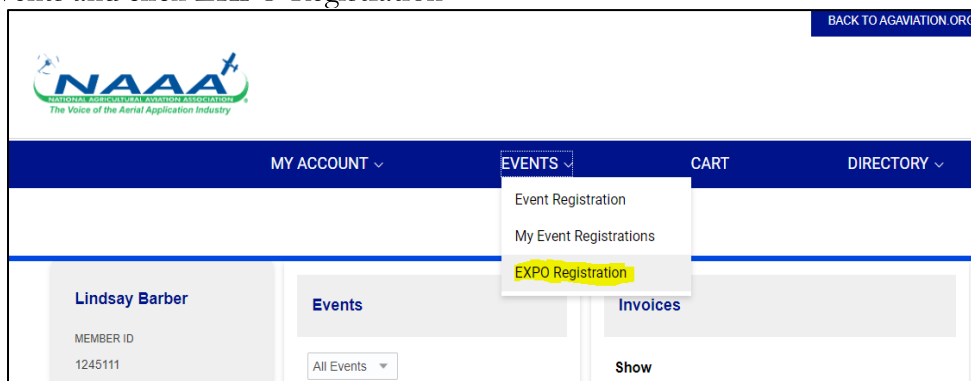 BACK TO AGAVIATION.ORG
NAAA
NATIONAL AGRICULTURAL AVIATION ASSOCIATION
The Voice of the Aerial Application Industry
MY ACCOUNT EVENTS CART DIRECTORY
Event Registration
My Event Registrations
EXPO Registration
Lindsay Barber
MEMBER ID
1245111
Events
All Events
Invoices
Show